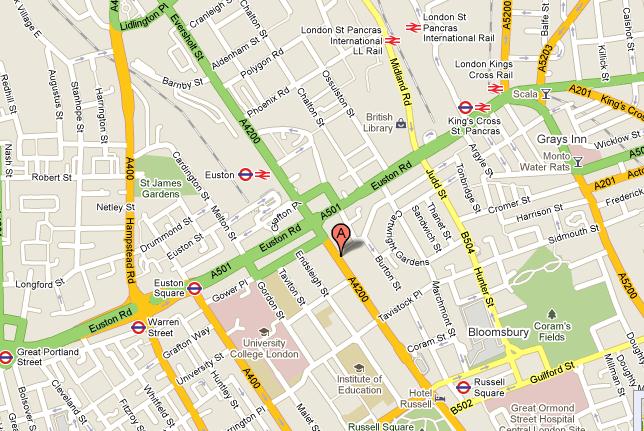 Lidlington Pl
Cranleigh St
Chalton St
London St Pancras
International
LL Rail
London St
Pancras
International Rail
A5200
Balfe St
A5203
Calshot St
Killick St
Eversholt St
Aldenham St
Polygon Rd
Barnby St
Phoenix Rd
Chalton St
Ossulston St
Midland Rd
London Kings
Cross Rail
Scala
A201
King's Cross
Redhill St
Augustus St
Stanhope St
Harrington St
A4200
A400
British
Library
King's Cross
St Pancras
Grays Inn
Wicklow St
Monto
Water Rats
A201
Nash St
Robert St
Cardington St
Euston
St James
Gardens
Euston Rd
Judd St
Argyle St
Tonbridge St
Netley St
Melton St
Drummond St
Euston St
A501
Euston Rd
A
Cartwright Gardens
Thanet St
Sandwich St
Cromer St
Harrison St
Sidmouth St
Frederick
Hampstead Rd
Longford St
A501
Euston
Square
Gower Pl
Endsleigh St
Taviton St
Gordon St
Burton St
A4200
B504
Hunter St
A5200
Euston Rd
Warren
Street
Great Portland
Street
Grafton Way
University St
University
College London
Tavistock Pl
Marchmont St
Coram St
Bloomsbury
Coram's
Fields
Guilford St
Millman St
Bolsover
Cleveland St
Fitzroy St
Whitfield St
Huntley St
A400
Malet St
Institute of
Education
Hotel
Russell
Russell Square
Russell
Square
B502
Great Ormond
Street Hospital
Central London Site